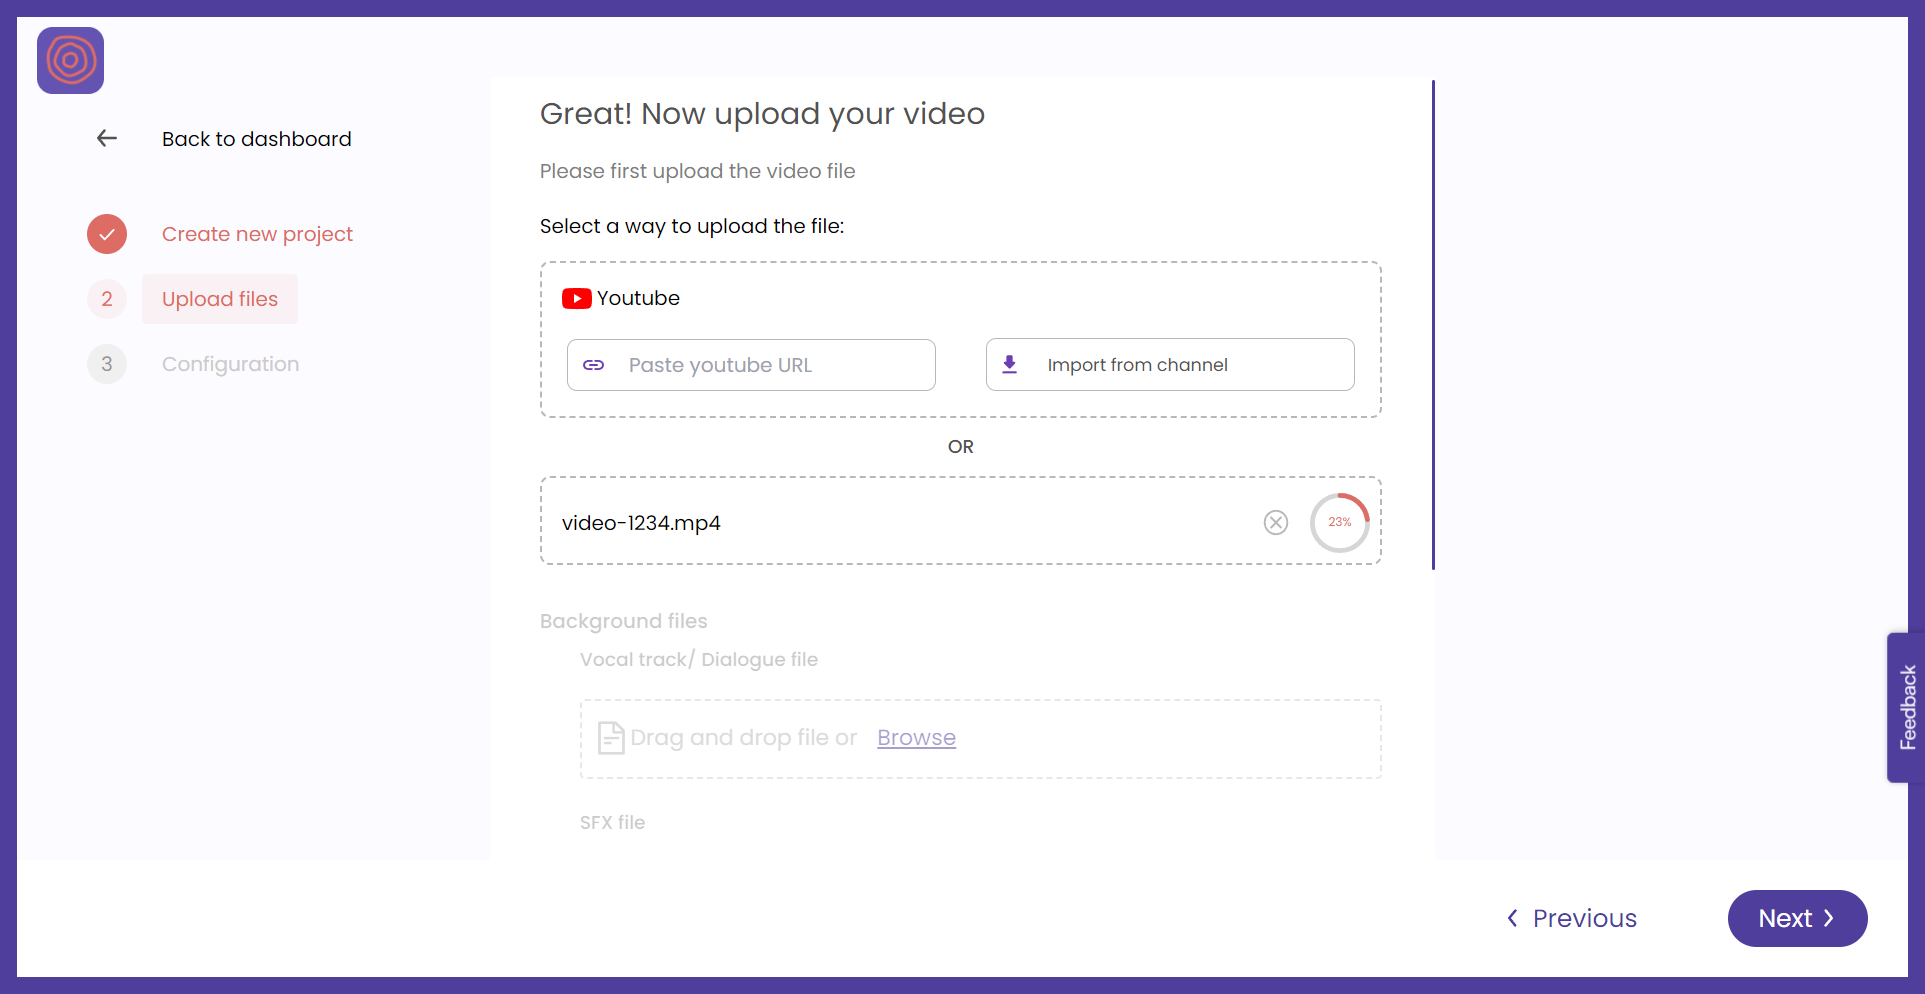 Great! Now upload your video
Back to dashboard
Please first upload the video file
Select a way to upload the file:
Create new project
2 Upload files
3 Configuration
Youtube
Paste youtube URL
Import from channel
OR
video-1234.mp4
23%
Background files
Vocal track/ Dialogue file
Drag and drop file or Browse
SFX file
Feedback
Previous
Next